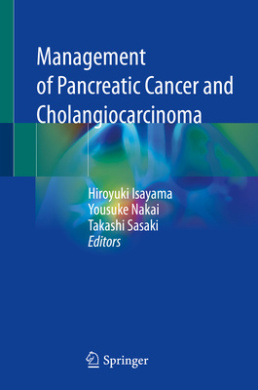 Management
of Pancreatic Cancer and
Cholangiocarcinoma
Hiroyuki Isayama
Yousuke Nakai
Takashi Sasaki
Editors
Springer